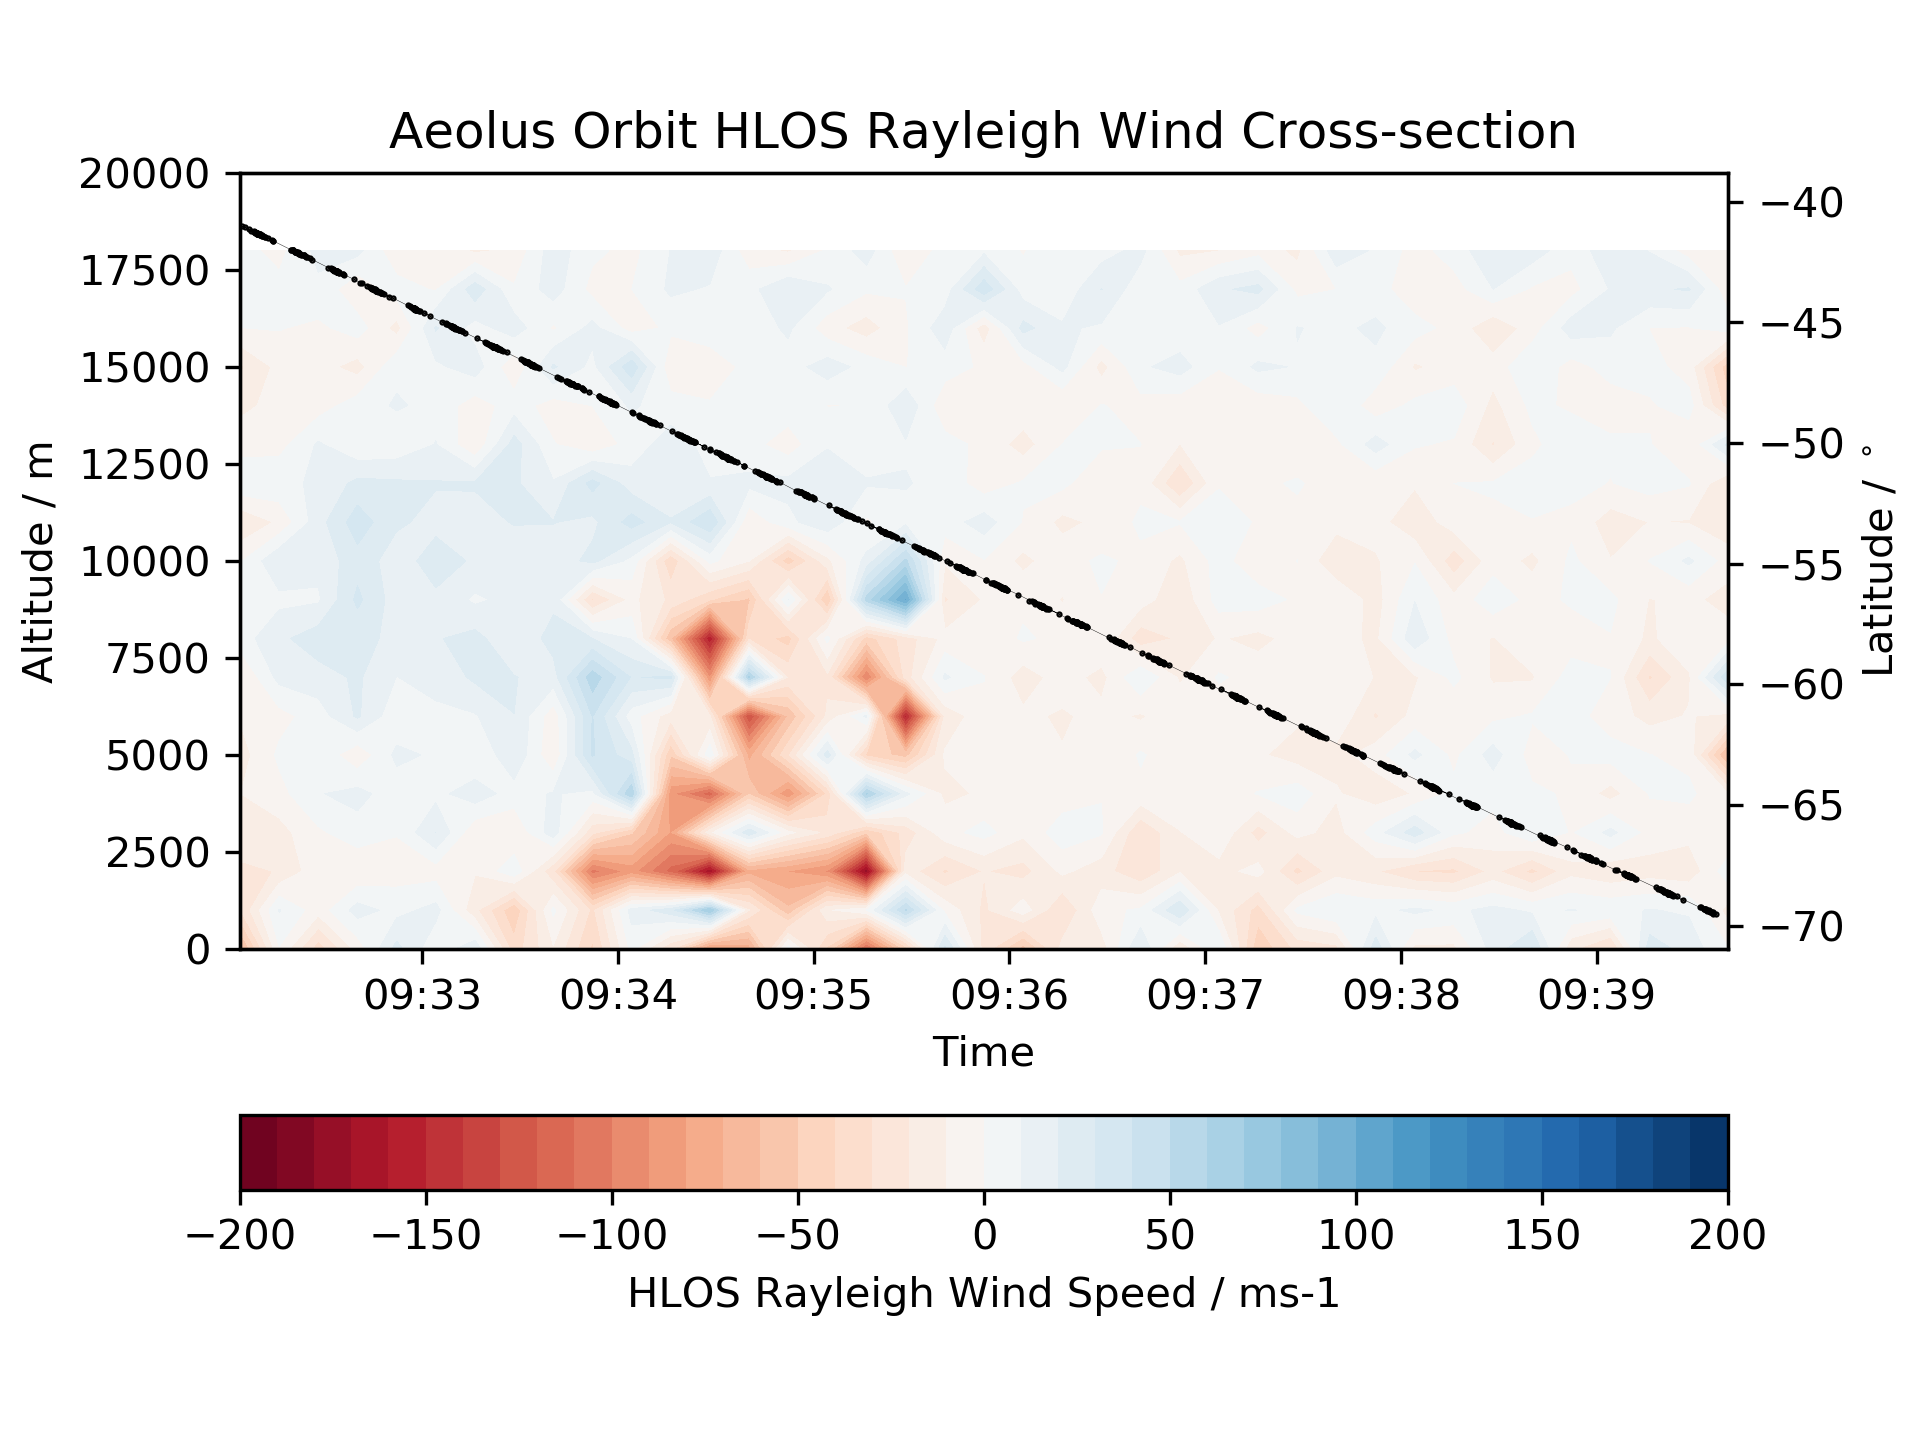 Aeolus Orbit HLOS Rayleigh Wind Cross-section
20000
17500
15000
12500
10000
7500
5000
2500
0
Altitude / m
−40
−45
−50
−55
−60
−65
−70
Latitude / °
09:33 09:34 09:35 09:36 09:37 09:38 09:39
Time
−200 −150 −100 −50 0 50 100 150 200
HLOS Rayleigh Wind Speed / ms-1